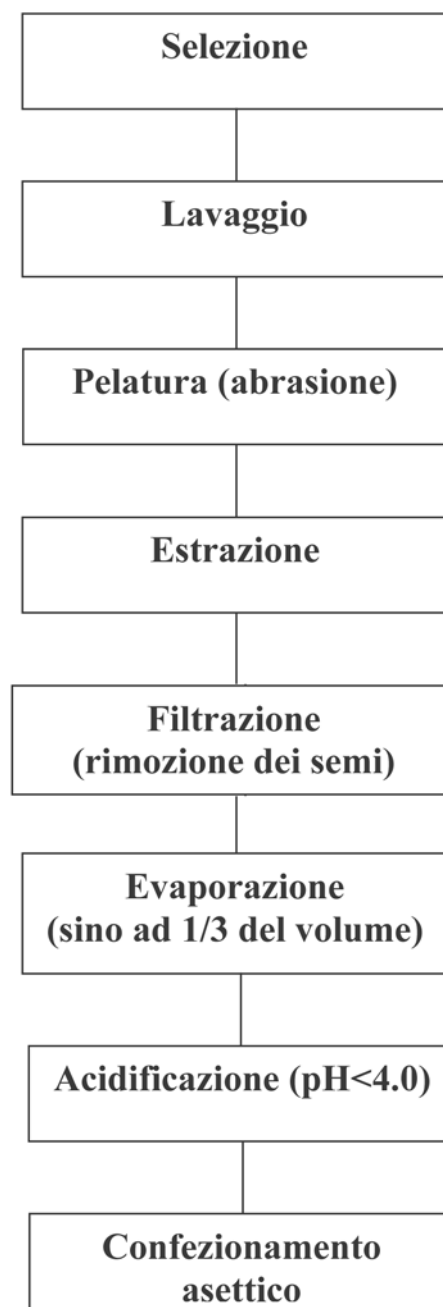 Selezione
Lavaggio
Pelatura (abrasione)
Estrazione
Filtrazione
(rimozione dei semi)
Evaporazione
(sino ad 1/3 del volume)
Acidificazione (pH<4.0)
Confezionamento
asettico